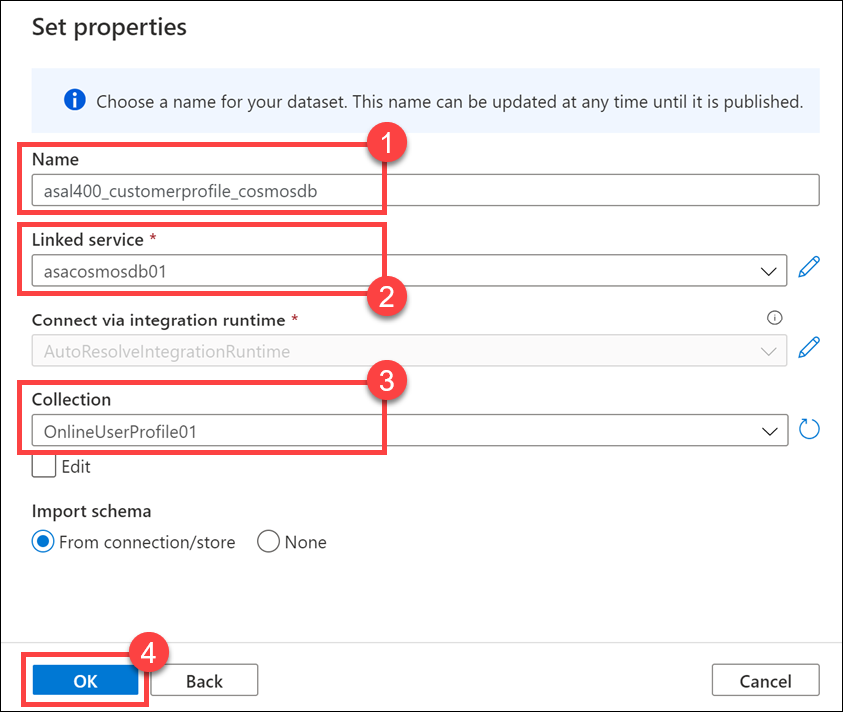 Set properties
Choose a name for your dataset. This name can be updated at any time until it is published.
1
Name
asal400_customerprofile_cosmosdb
Linked service *
asacosmosdb01
2
Connect via integration runtime *
AutoResolveIntegrationRuntime
3
Collection
OnlineUserProfile01
Edit
Import schema
From connection/store None
4
OK Back Cancel